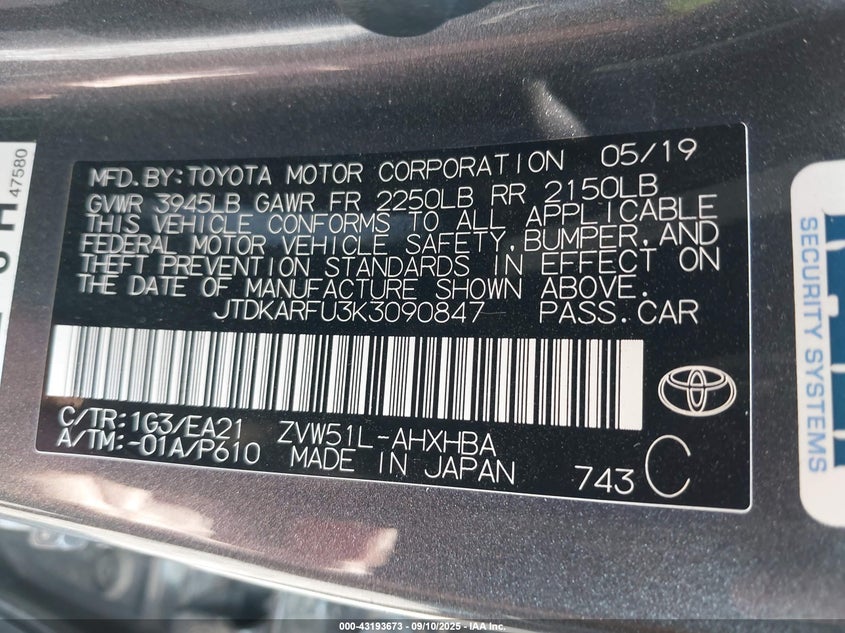 MFD.BY:TOYOTA MOTOR CORPORATION 05/19
GVWR 3945LB GAWR FR 2250LB RR 2150LB
THIS VEHICLE CONFORMS TO ALL APPLICABLE
FEDERAL MOTOR VEHICLE SAFETY, BUMPER, AND
THEFT PREVENTION STANDARDS IN EFFECT ON
THE DATE OF MANUFACTURE SHOWN ABOVE.
JTDKARFU3K3090847 PASS.CAR
C/TR:1G3/EA21 ZVW51L-AHXHBA
A/TM:-01A/P610 MADE IN JAPAN 743 C
47580
SECURITY SYSTEMS
000-43193673 - 09/10/2025 - IAA Inc.